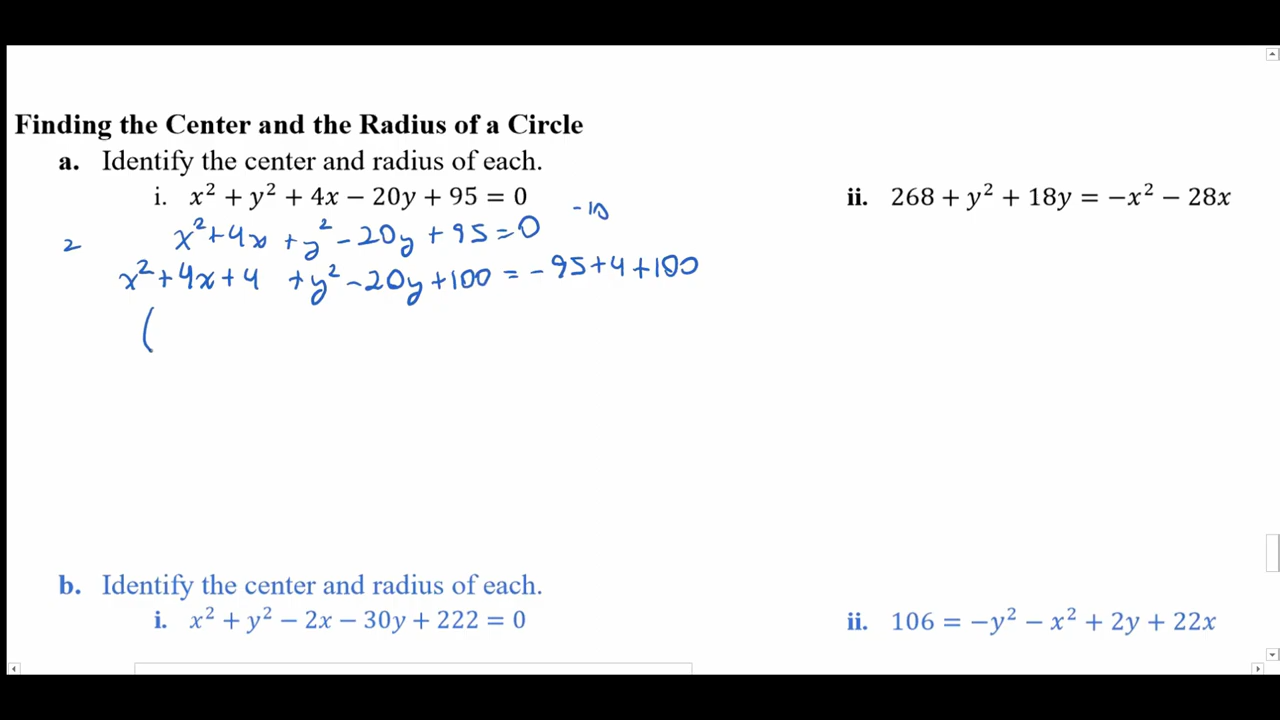 Finding the Center and the Radius of a Circle
a. Identify the center and radius of each.
i. x² + y² + 4x − 20y + 95 = 0
ii. 268 + y² + 18y = −x² − 28x
-10
2
x²+4x +y²-20y+95=0
x²+4x+4 +y²-20y+100 = -95+4+100
(
b. Identify the center and radius of each.
i. x² + y² − 2x − 30y + 222 = 0
ii. 106 = −y² − x² + 2y + 22x